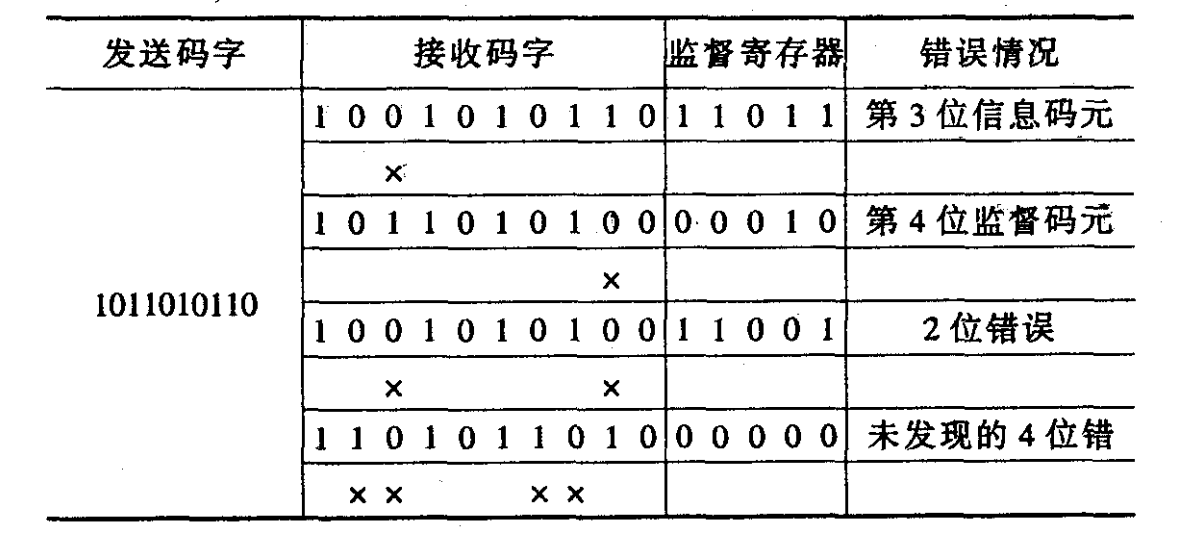 发送码字 接收码字 监督寄存器 错误情况
1 0 0 1 0 1 0 1 1 0 1 1 0 1 1 第3位信息码元
×
1 0 1 1 0 1 0 1 0 0 0 0 0 1 0 第4位监督码元
×
1011010110
1 0 0 1 0 1 0 1 0 0 1 1 0 0 1 2位错误
× ×
1 1 0 1 0 1 1 0 1 0 0 0 0 0 0 未发现的4位错
× × × ×